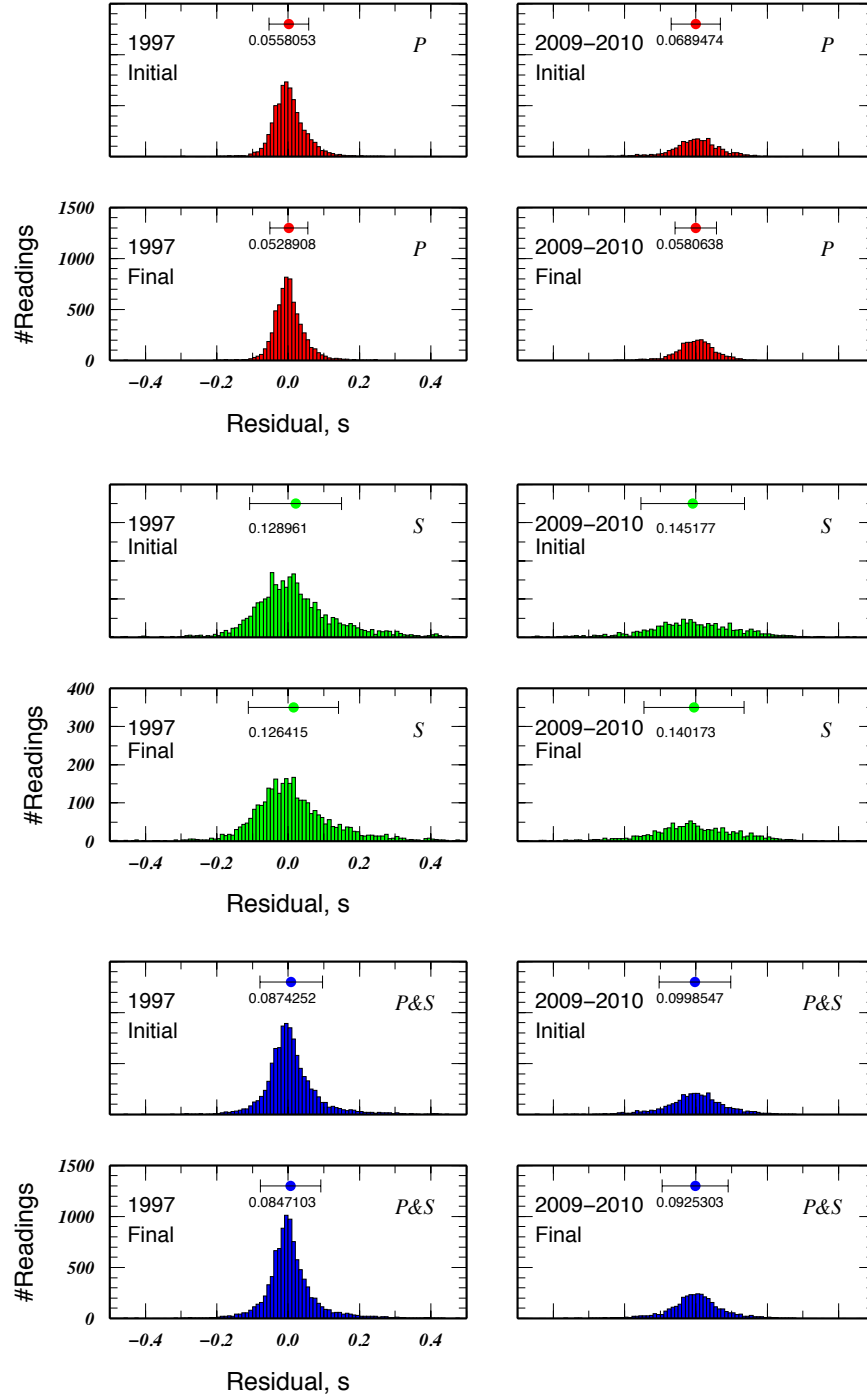 1997
Initial
0.0558053
P
2009−2010
Initial
0.0689474
P
1500
1000
500
0
#Readings
1997
Final
0.0528908
P
−0.4 −0.2 0.0 0.2 0.4
Residual, s
2009−2010
Final
0.0580638
P
1997
Initial
0.128961
S
2009−2010
Initial
0.145177
S
400
300
200
100
0
#Readings
1997
Final
0.126415
S
−0.4 −0.2 0.0 0.2 0.4
Residual, s
2009−2010
Final
0.140173
S
1997
Initial
0.0874252
P&S
2009−2010
Initial
0.0998547
P&S
1500
1000
500
0
#Readings
1997
Final
0.0847103
P&S
−0.4 −0.2 0.0 0.2 0.4
Residual, s
2009−2010
Final
0.0925303
P&S